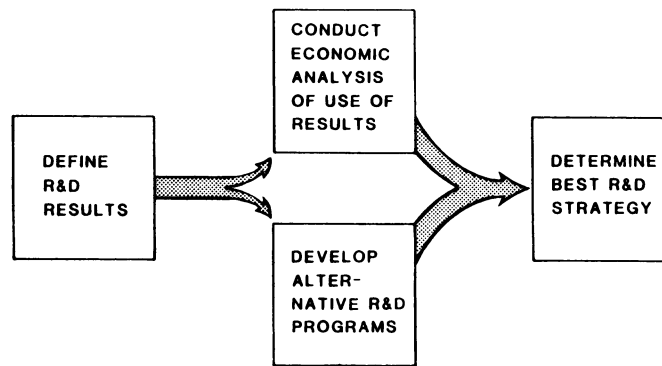 CONDUCT
ECONOMIC
ANALYSIS
OF USE OF
RESULTS
DEFINE
R&D
RESULTS
DEVELOP
ALTER-
NATIVE R&D
PROGRAMS
DETERMINE
BEST R&D
STRATEGY